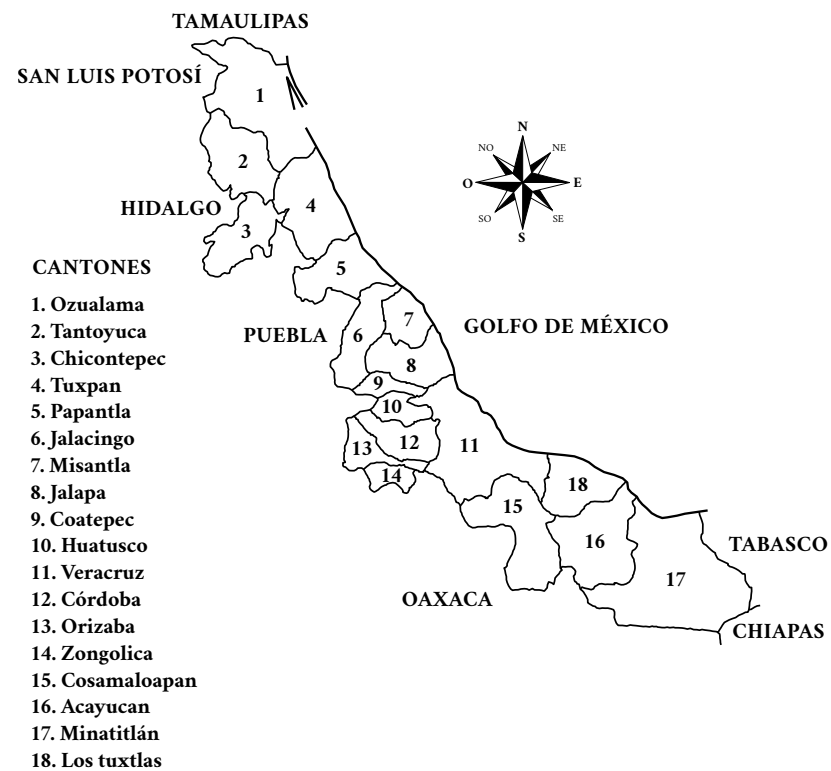 TAMAULIPAS
SAN LUIS POTOSÍ
1
N
NO
NE
O
E
SO
SE
S
2
HIDALGO
4
3
CANTONES
5
1. Ozualama
2. Tantoyuca
3. Chicontepec
4. Tuxpan
5. Papantla
6. Jalacingo
7. Misantla
8. Jalapa
9. Coatepec
10. Huatusco
11. Veracruz
12. Córdoba
13. Orizaba
14. Zongolica
15. Cosamaloapan
16. Acayucan
17. Minatitlán
18. Los tuxtlas
PUEBLA
6
7
GOLFO DE MÉXICO
8
9
10
11
12
13
14
15
18
16
17
TABASCO
OAXACA
CHIAPAS